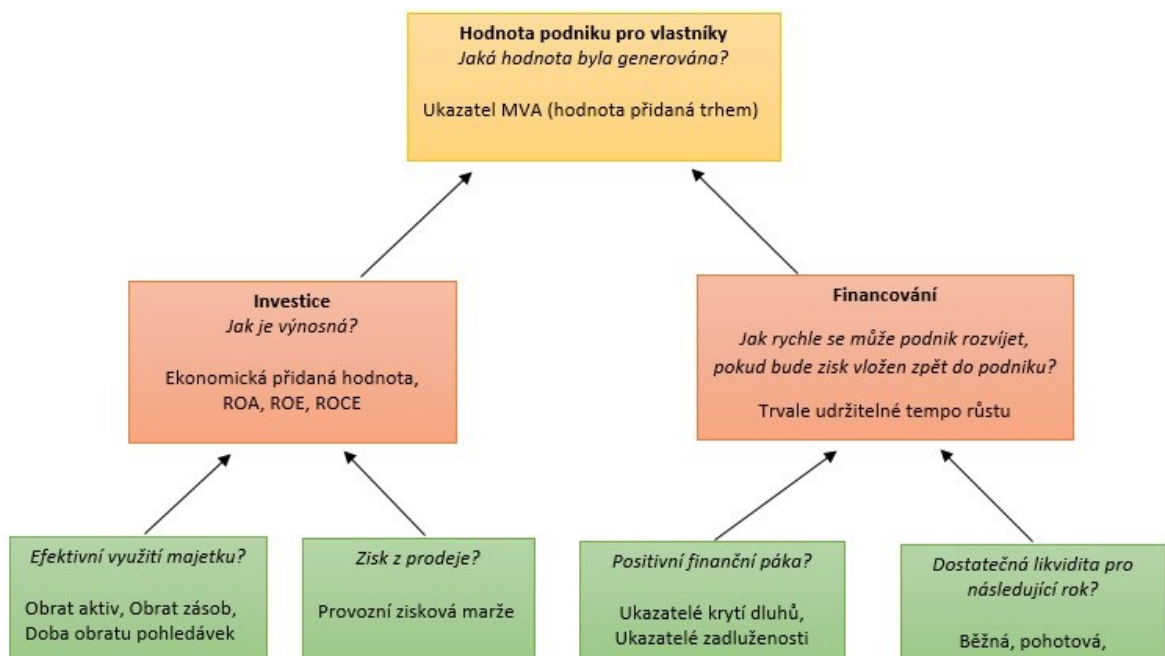 Hodnota podniku pro vlastníky
Jaká hodnota byla generována?
Ukazatel MVA (hodnota přidaná trhem)
Investice
Jak je výnosná?
Ekonomická přidaná hodnota,
ROA, ROE, ROCE
Financování
Jak rychle se může podnik rozvíjet,
pokud bude zisk vložen zpět do podniku?
Trvale udržitelné tempo růstu
Efektivní využití majetku?
Obrat aktiv, Obrat zásob,
Doba obratu pohledávek
Zisk z prodeje?
Provozní zisková marže
Positivní finanční páka?
Ukazatelé krytí dluhů,
Ukazatelé zadluženosti
Dostatečná likvidita pro
následující rok?
Běžná, pohotová,